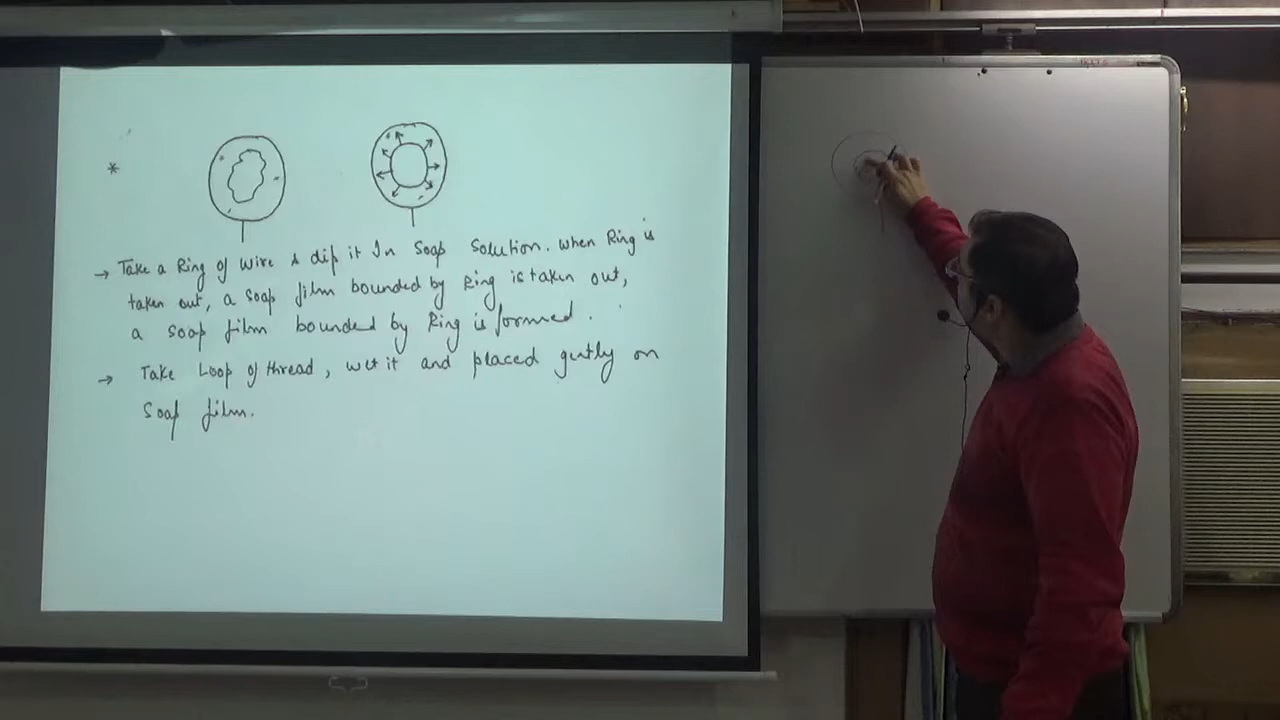 *
→ Take a Ring of wire & dip it In Soap Solution. When Ring is
taken out, a soap film bounded by Ring is taken out,
a soap film bounded by Ring is formed.
→ Take Loop of thread, wet it and placed gently on
Soap film.